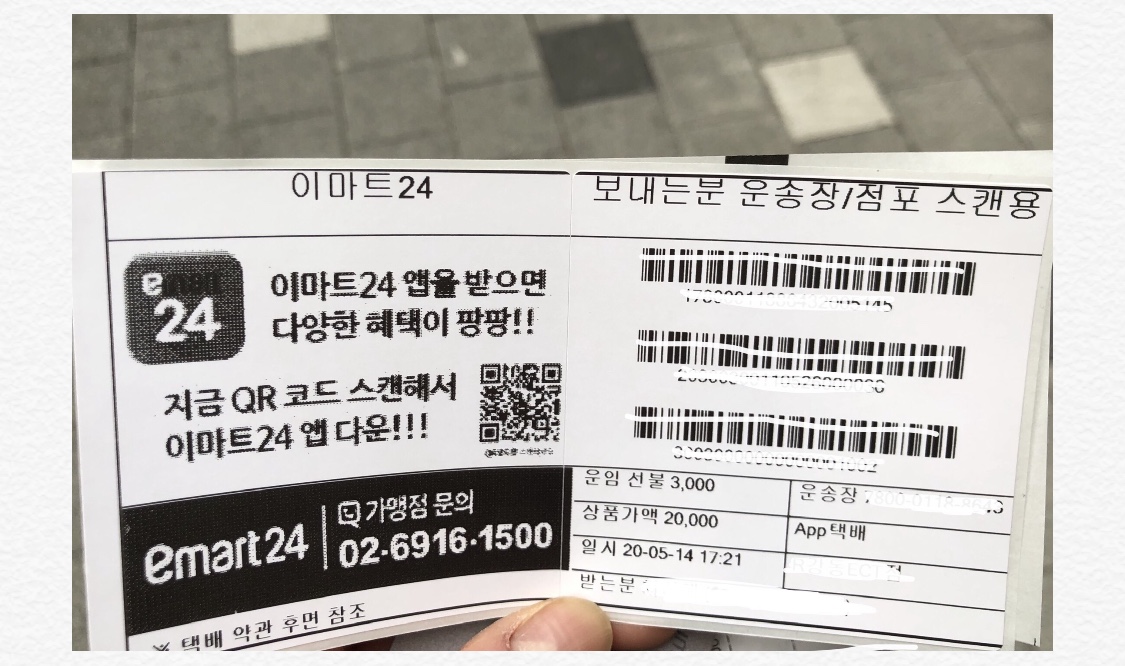 이마트24
emart
24
이마트24 앱을 받으면
다양한 혜택이 팡팡!!
지금 QR 코드 스캔해서
이마트24 앱 다운!!!
emart24
가맹점 문의
02-6916-1500
※ 택배 약관 후면 참조
보내는분 운송장/점포 스캔용
운임 선불 3,000
운송장
상품가액 20,000
App택배
일시 20-05-14 17:21
받는분